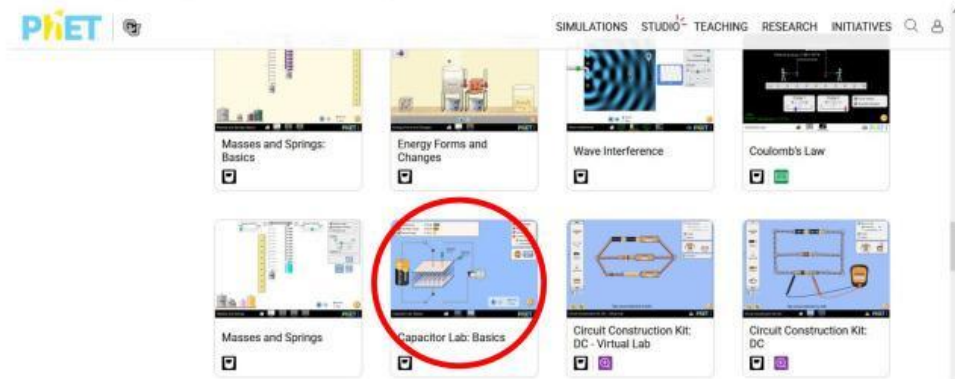 PhET
SIMULATIONS STUDIO TEACHING RESEARCH INITIATIVES
Masses and Springs:
Basics
Energy Forms and
Changes
Wave Interference
Coulomb's Law
Masses and Springs
Capacitor Lab: Basics
Circuit Construction Kit:
DC - Virtual Lab
Circuit Construction Kit:
DC